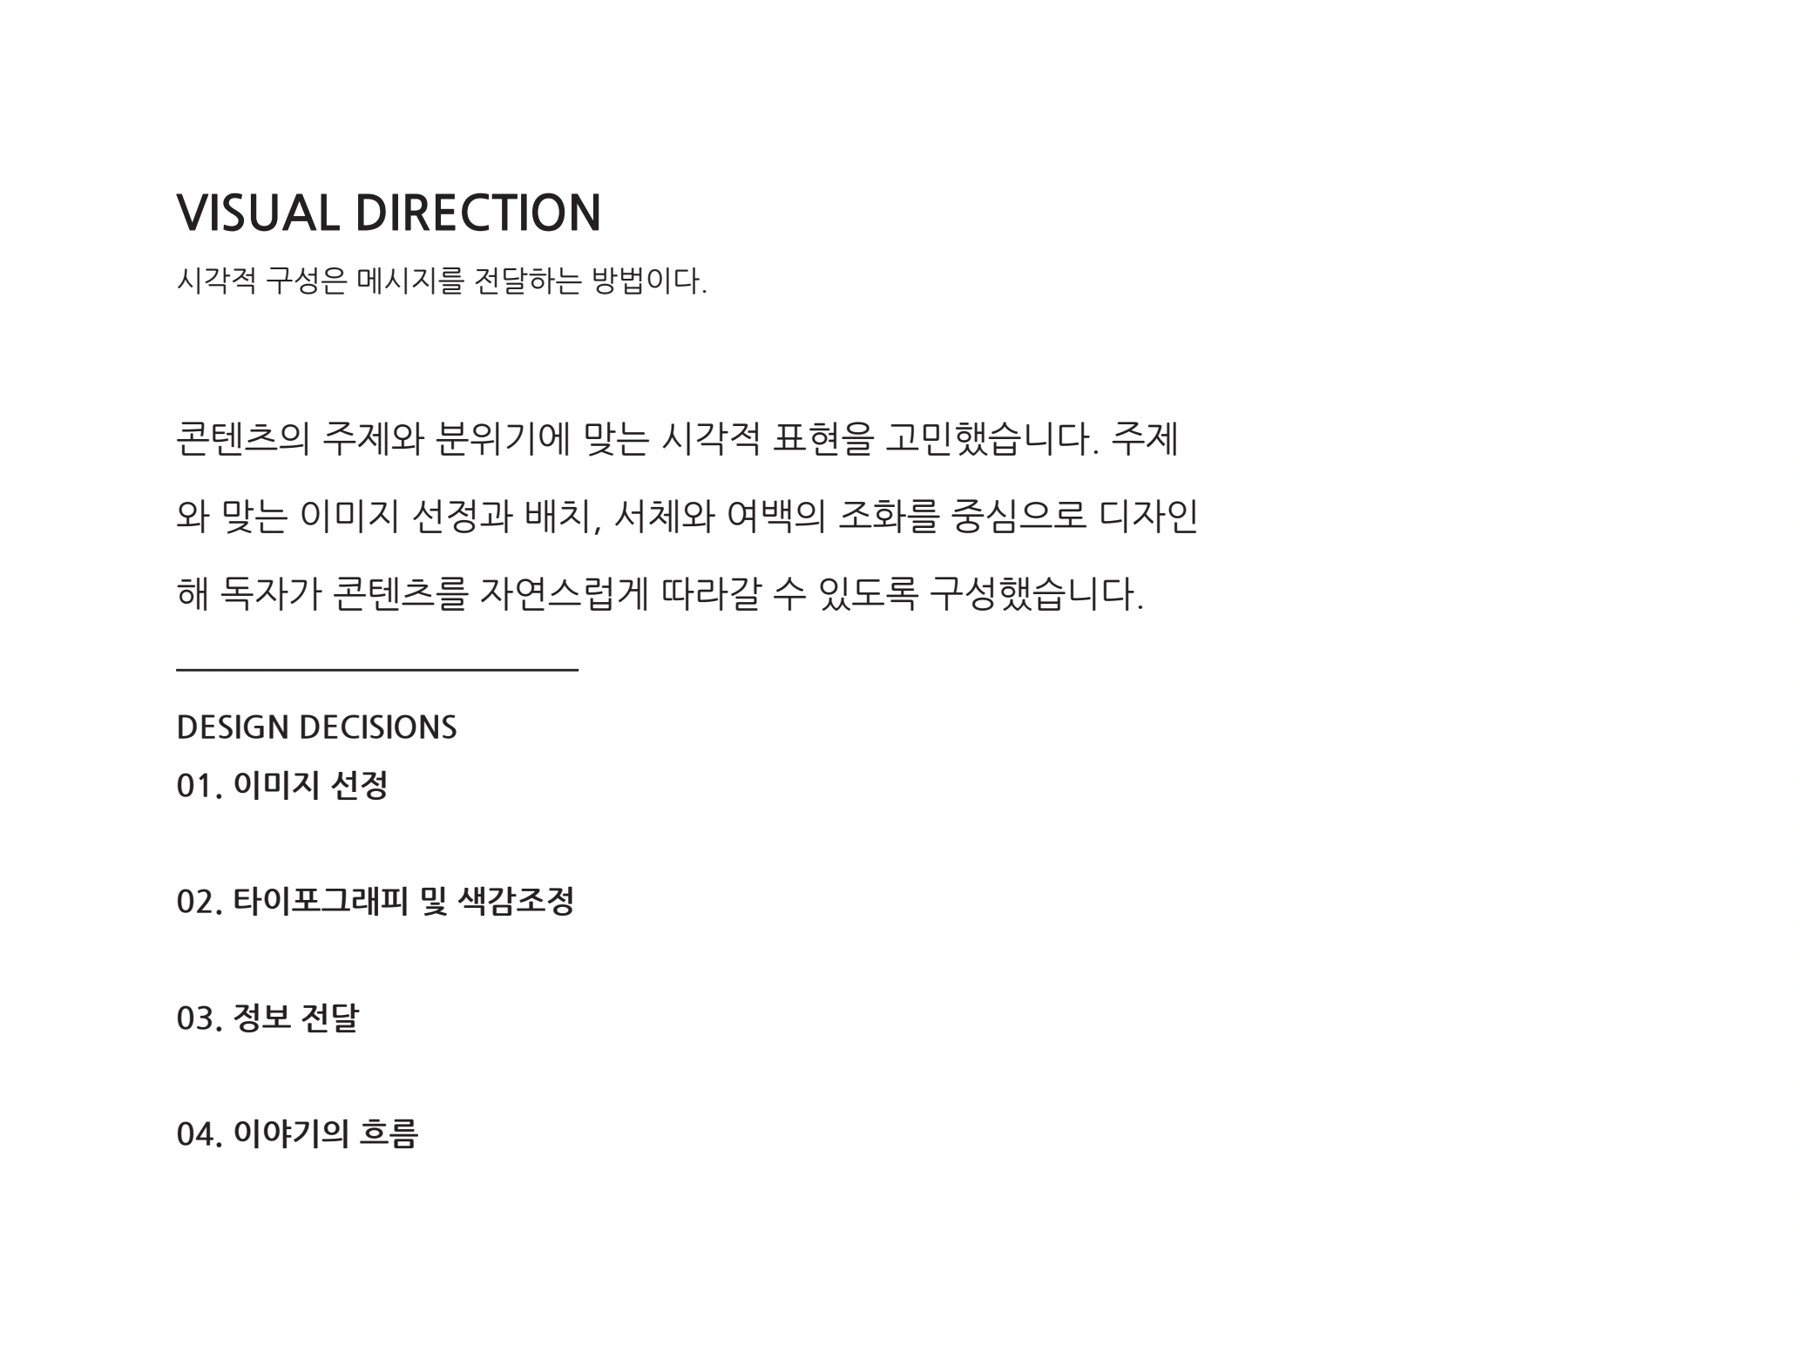 VISUAL DIRECTION
시각적 구성은 메시지를 전달하는 방법이다.
콘텐츠의 주제와 분위기에 맞는 시각적 표현을 고민했습니다. 주제
와 맞는 이미지 선정과 배치, 서체와 여백의 조화를 중심으로 디자인
해 독자가 콘텐츠를 자연스럽게 따라갈 수 있도록 구성했습니다.
DESIGN DECISIONS
01. 이미지 선정
02. 타이포그래피 및 색감조정
03. 정보 전달
04. 이야기의 흐름